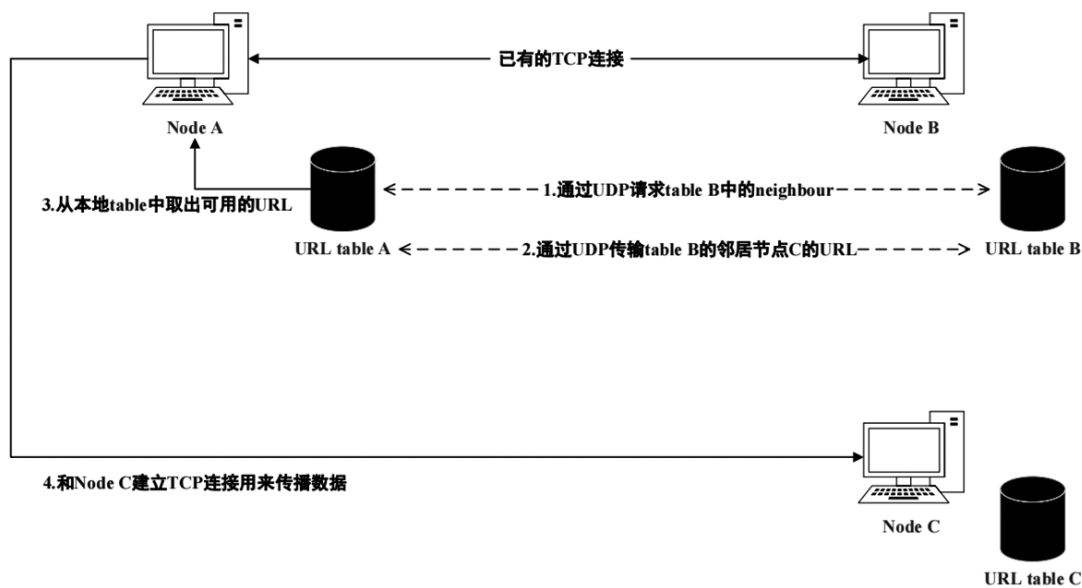 已有的TCP连接
Node A
Node B
1.通过UDP请求table B中的neighbour
3.从本地table中取出可用的URL
URL table A
2.通过UDP传输table B的邻居节点C的URL
URL table B
4.和Node C建立TCP连接用来传播数据
Node C
URL table C